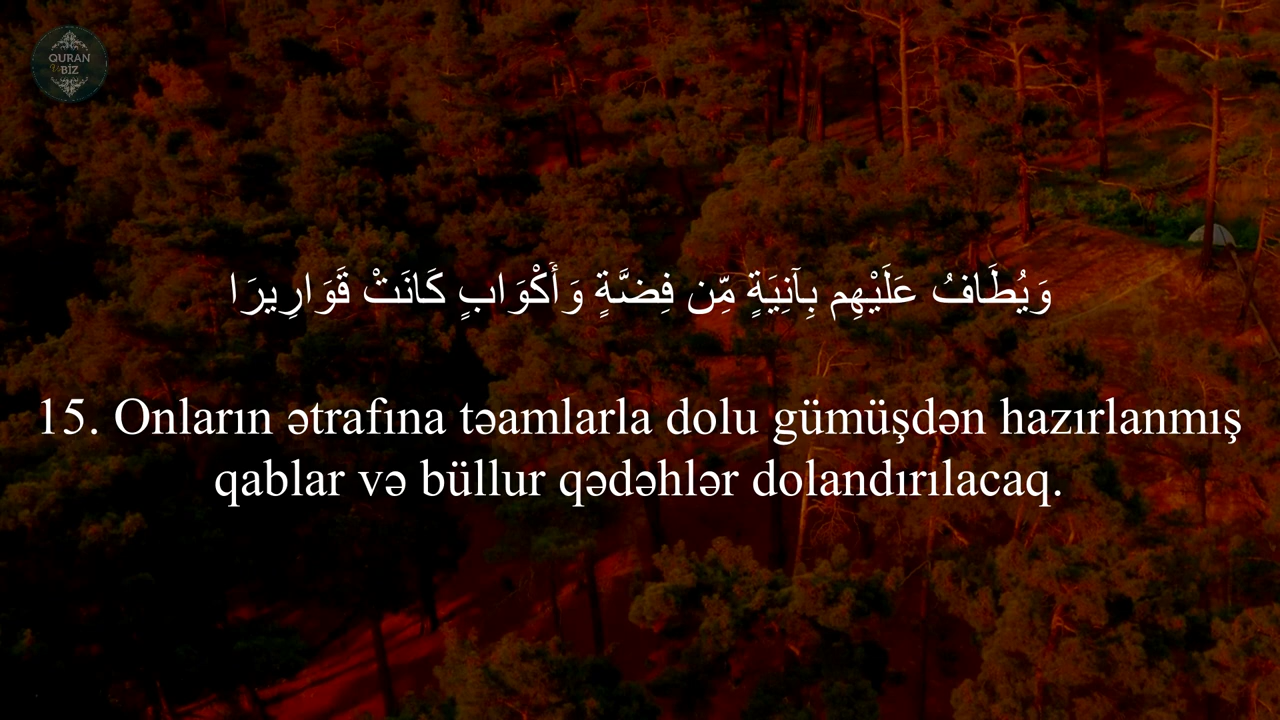 QURAN
Və
BİZ
وَيُطَافُ عَلَيْهِم بِآنِيَةٍ مِّن فِضَّةٍ وَأَكْوَابٍ كَانَتْ قَوَارِيرَا
15. Onların ətrafına təamlarla dolu gümüşdən hazırlanmış
qablar və büllur qədəhlər dolandırılacaq.